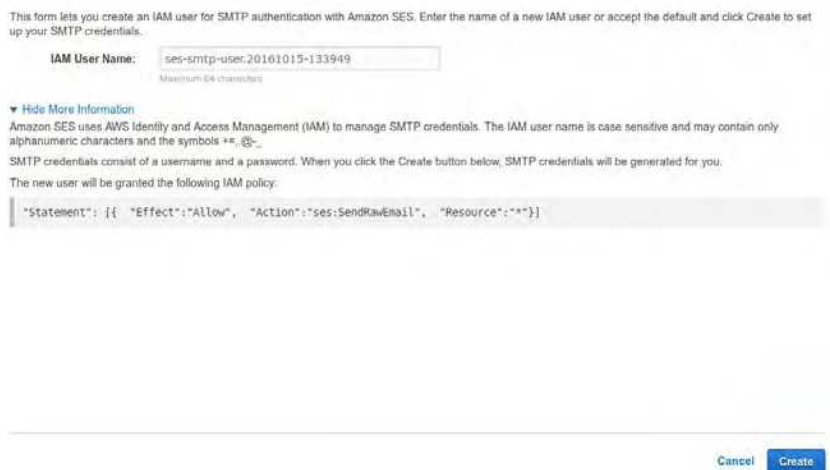 This form lets you create an IAM user for SMTP authentication with Amazon SES. Enter the name of a new IAM user or accept the default and click Create to set
up your SMTP credentials.
IAM User Name: ses-smtp-user.20161015-133949
Maximum 64 characters
▼ Hide More Information
Amazon SES uses AWS Identity and Access Management (IAM) to manage SMTP credentials. The IAM user name is case sensitive and may contain only
alphanumeric characters and the symbols +=,.@-_
SMTP credentials consist of a username and a password. When you click the Create button below, SMTP credentials will be generated for you.
The new user will be granted the following IAM policy:
"Statement": [{ "Effect":"Allow", "Action":"ses:SendRawEmail", "Resource":"*"}]
Cancel Create